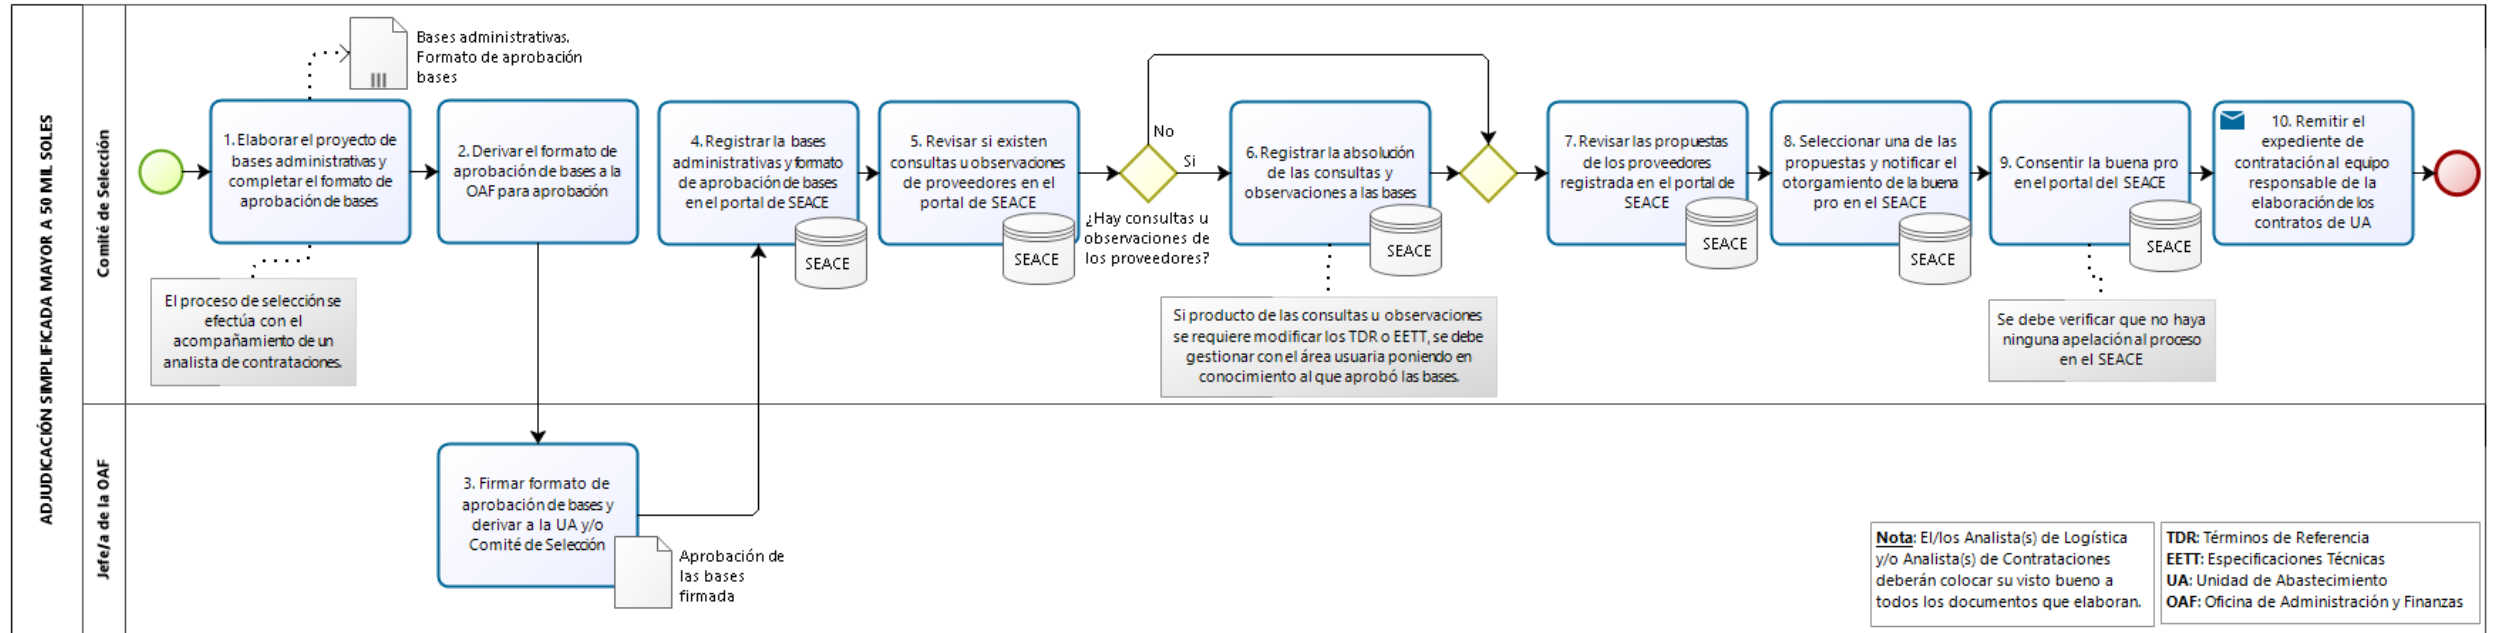 ADJUDICACIÓN SIMPLIFICADA MAYOR A 50 MIL SOLES
Comité de Selección
Bases administrativas.
Formato de aprobación
bases
1. Elaborar el proyecto de
bases administrativas y
completar el formato de
aprobación de bases
El proceso de selección se
efectúa con el
acompañamiento de un
analista de contrataciones.
2. Derivar el formato de
aprobación de bases a la
OAF para aprobación
4. Registrar la bases
administrativas y formato
de aprobación de bases
en el portal de SEACE
SEACE
5. Revisar si existen
consultas u observaciones
de proveedores en el
portal de SEACE
SEACE
No
Si
¿Hay consultas u
observaciones de
los proveedores?
6. Registrar la absolución
de las consultas y
observaciones a las bases
SEACE
Si producto de las consultas u observaciones
se requiere modificar los TDR o EETT, se debe
gestionar con el área usuaria poniendo en
conocimiento al que aprobó las bases.
7. Revisar las propuestas
de los proveedores
registrada en el portal de
SEACE
SEACE
8. Seleccionar una de las
propuestas y notificar el
otorgamiento de la buena
pro en el SEACE
SEACE
9. Consentir la buena pro
en el portal del SEACE
SEACE
Se debe verificar que no haya
ninguna apelación al proceso
en el SEACE
10. Remitir el
expediente de
contratación al equipo
responsable de la
elaboración de los
contratos de UA
Jefe/a de la OAF
3. Firmar formato de
aprobación de bases y
derivar a la UA y/o
Comité de Selección
Aprobación de
las bases
firmada
Nota: El/los Analista(s) de Logística
y/o Analista(s) de Contrataciones
deberán colocar su visto bueno a
todos los documentos que elaboran.
TDR: Términos de Referencia
EETT: Especificaciones Técnicas
UA: Unidad de Abastecimiento
OAF: Oficina de Administración y Finanzas